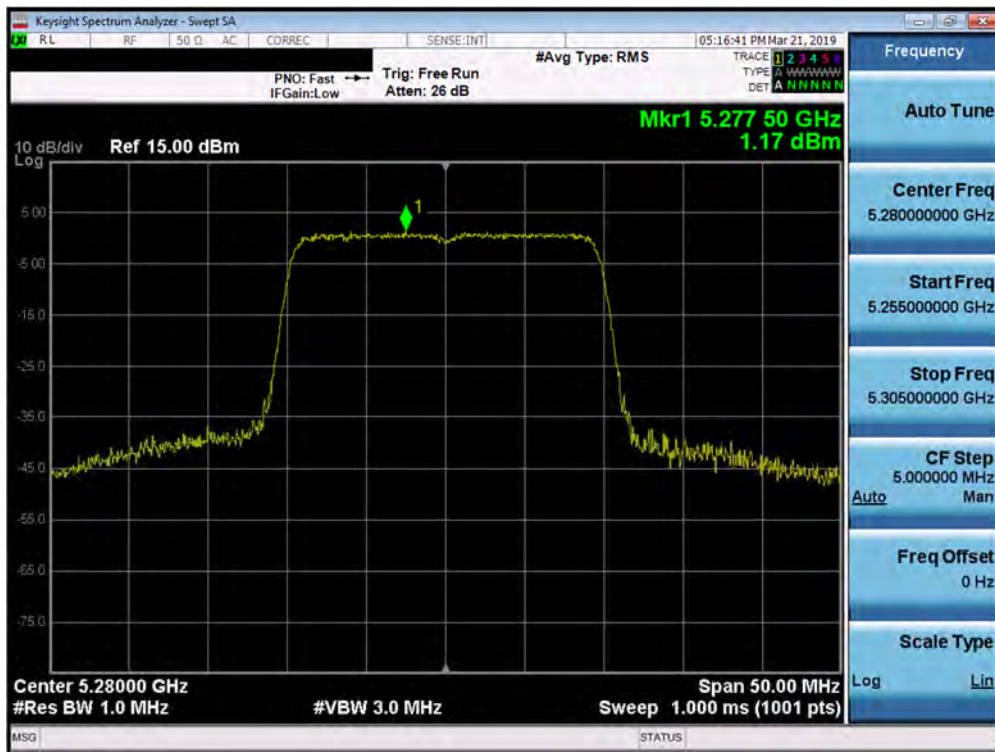 Keysight Spectrum Analyzer - Swept SA
LXI RL RF 50 Ω AC CORREC SENSE:INT 05:16:41 PM Mar 21, 2019
#Avg Type: RMS TRACE 1 2 3 4 5 6
PNO: Fast Trig: Free Run TYPE A WWWWW
IFGain:Low Atten: 26 dB DET A N N N N N
Mkr1 5.277 50 GHz
10 dB/div Ref 15.00 dBm 1.17 dBm
Log
1
5.00
-5.00
-15.0
-25.0
-35.0
-45.0
-55.0
-65.0
-75.0
Center 5.28000 GHz Span 50.00 MHz
#Res BW 1.0 MHz #VBW 3.0 MHz Sweep 1.000 ms (1001 pts)
MSG STATUS
Frequency
Auto Tune
Center Freq
5.280000000 GHz
Start Freq
5.255000000 GHz
Stop Freq
5.305000000 GHz
CF Step
5.000000 MHz
Auto Man
Freq Offset
0 Hz
Scale Type
Log Lin